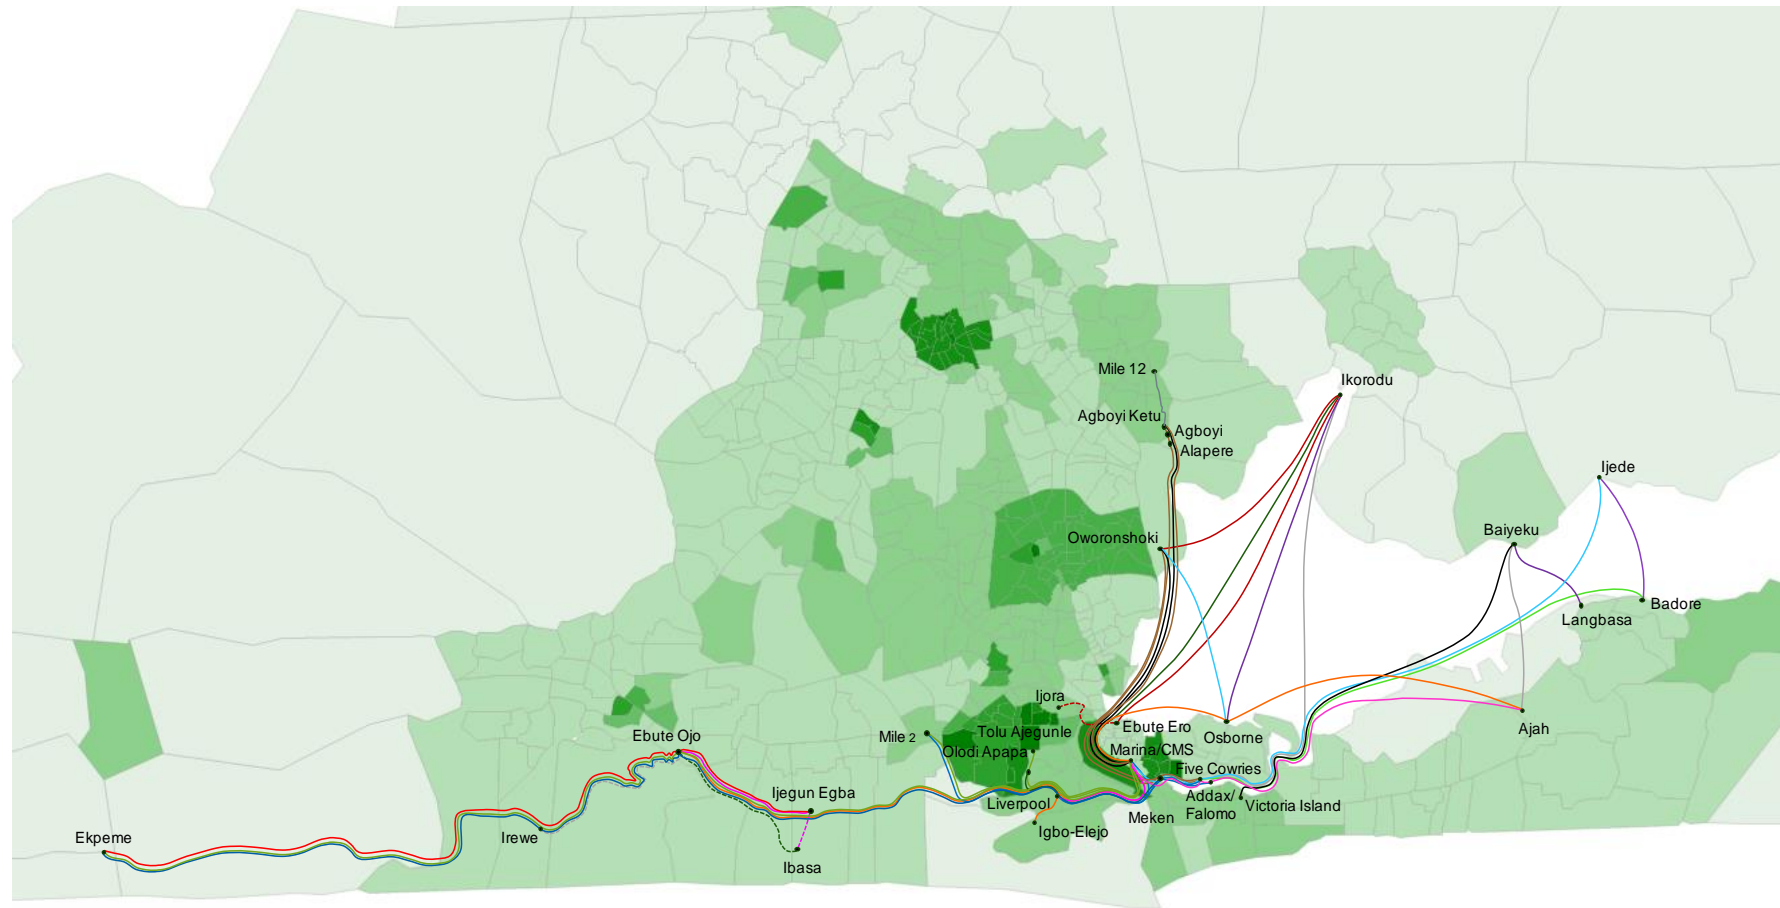 Mile 12
Ikorodu
Agboyi Ketu
Agboyi
Alapere
Ijede
Baiyeku
Oworonshoki
Badore
Langbasa
Ijora
Ebute Ero
Tolu Ajegunle
Osborne
Ajah
Ebute Ojo
Mile 2
Olodi Apapa
Marina/CMS
Five Cowries
Ijegun Egba
Liverpool
Addax/
Falomo
Victoria Island
Meken
Igbo-Elejo
Irewe
Ekpeme
Ibasa